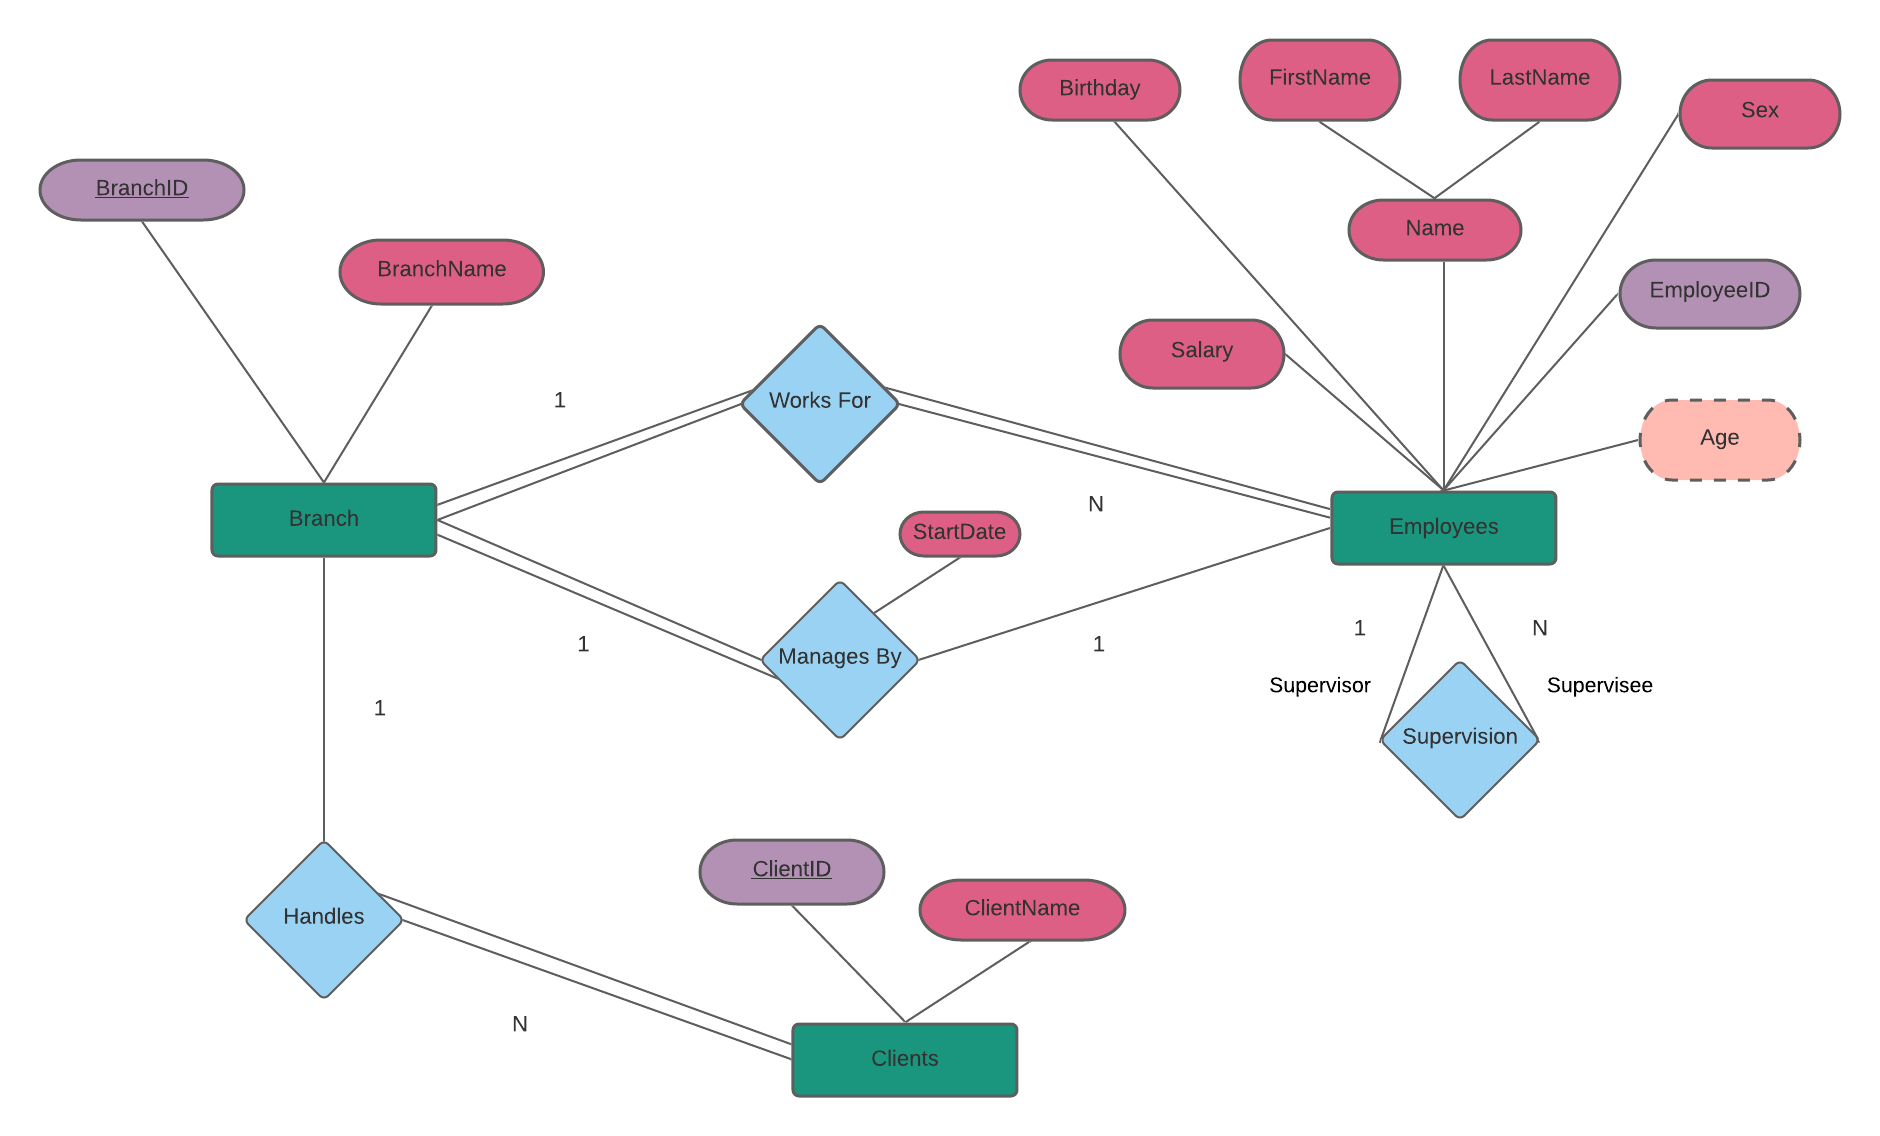 FirstName
LastName
Birthday
Sex
BranchID
Name
BranchName
EmployeeID
Salary
1
Works For
Age
N
Branch
StartDate
Employees
1
Manages By
1
1
N
Supervisor
Supervisee
1
Supervision
ClientID
Handles
ClientName
N
Clients